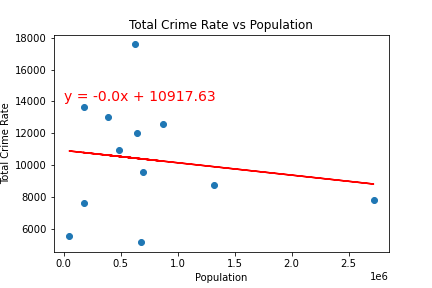 Total Crime Rate vs Population
18000
16000
14000
12000
10000
8000
6000
Total Crime Rate
y = -0.0x + 10917.63
0.0 0.5 1.0 1.5 2.0 2.5
1e6
Population